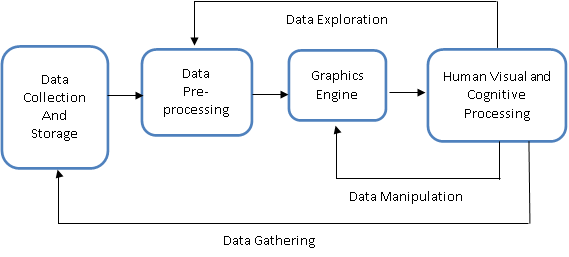 Data Exploration
Data
Collection
And
Storage
Data
Pre-
processing
Graphics
Engine
Human Visual and
Cognitive
Processing
Data Manipulation
Data Gathering